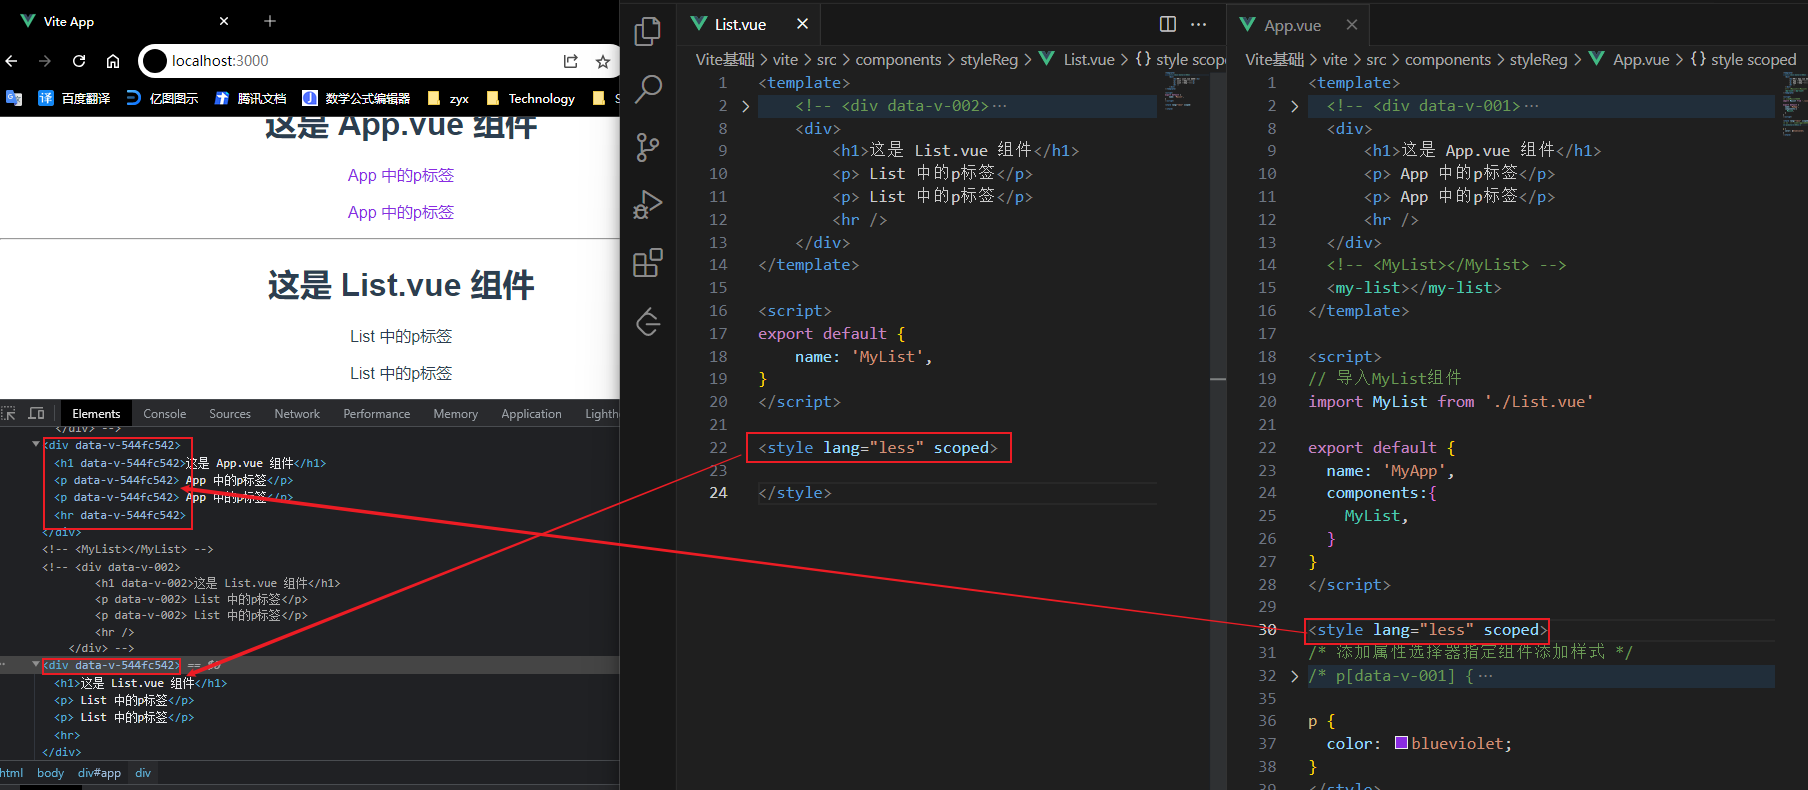 Vite App
localhost:3000
百度翻译 亿图图示 腾讯文档 数学公式编辑器 zyx Technology
这是 App.vue 组件
App 中的p标签
App 中的p标签
这是 List.vue 组件
List 中的p标签
List 中的p标签
Elements Console Sources Network Performance Memory Application Lighth
</div> -->
<div data-v-544fc542>
<h1 data-v-544fc542>这是 App.vue 组件</h1>
<p data-v-544fc542> App 中的p标签</p>
<p data-v-544fc542> App 中的p标签</p>
<hr data-v-544fc542>
</div>
<!-- <MyList></MyList> -->
<!-- <div data-v-002>
<h1 data-v-002>这是 List.vue 组件</h1>
<p data-v-002> List 中的p标签</p>
<p data-v-002> List 中的p标签</p>
<hr />
</div> -->
<div data-v-544fc542> == $0
<h1>这是 List.vue 组件</h1>
<p> List 中的p标签</p>
<p> List 中的p标签</p>
<hr>
</div>
html body div#app div
List.vue
Vite基础 > vite > src > components > styleReg > List.vue > {} style scop
1 <template>
2 <!-- <div data-v-002>…
8 <div>
9 <h1>这是 List.vue 组件</h1>
10 <p> List 中的p标签</p>
11 <p> List 中的p标签</p>
12 <hr />
13 </div>
14 </template>
15
16 <script>
17 export default {
18 name: 'MyList',
19 }
20 </script>
21
22 <style lang="less" scoped>
23
24 </style>
App.vue
Vite基础 > vite > src > components > styleReg > App.vue > {} style scoped
1 <template>
2 <!-- <div data-v-001>…
8 <div>
9 <h1>这是 App.vue 组件</h1>
10 <p> App 中的p标签</p>
11 <p> App 中的p标签</p>
12 <hr />
13 </div>
14 <!-- <MyList></MyList> -->
15 <my-list></my-list>
16 </template>
17
18 <script>
19 // 导入MyList组件
20 import MyList from './List.vue'
21
22 export default {
23 name: 'MyApp',
24 components:{
25 MyList,
26 }
27 }
28 </script>
29
30 <style lang="less" scoped>
31 /* 添加属性选择器指定组件添加样式 */
32 /* p[data-v-001] {…
35
36 p {
37 color: blueviolet;
38 }
39 </style>